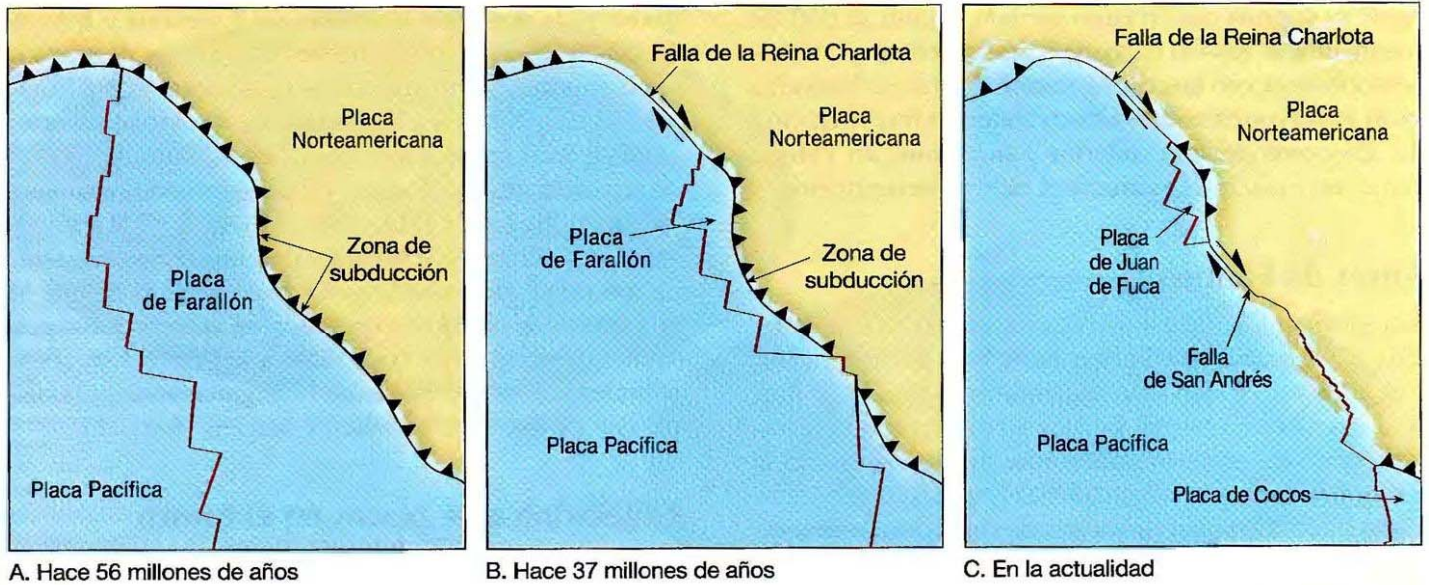 Placa
Norteamericana
Zona de
subducción
Placa
de Farallón
Placa Pacífica
A. Hace 56 millones de años
Falla de la Reina Charlota
Placa
Norteamericana
Placa
de Farallón
Zona de
subducción
Placa Pacífica
B. Hace 37 millones de años
Falla de la Reina Charlota
Placa
Norteamericana
Placa
de Juan
de Fuca
Falla
de San Andrés
Placa Pacífica
Placa de Cocos
C. En la actualidad